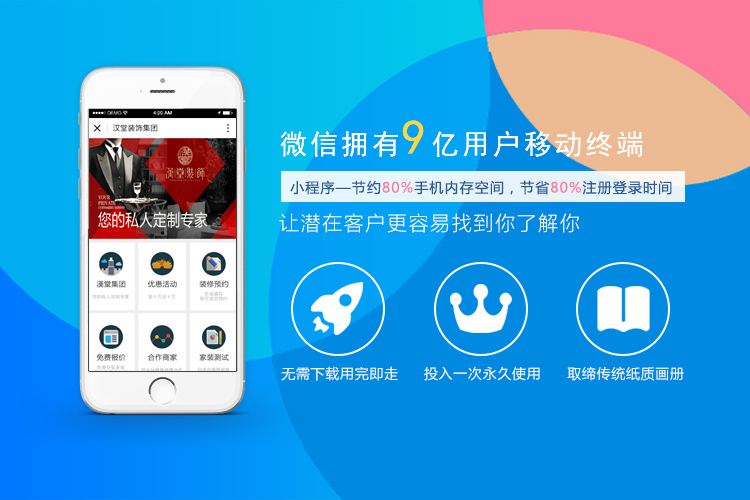 微信拥有9亿用户移动终端
小程序—节约80%手机内存空间，节省80%注册登录时间
让潜在客户更容易找到你了解你
无需下载用完即走
投入一次永久使用
取缔传统纸质画册
DEMO 4:20 AM
汉堂装饰集团
漢堂裝飾
YOUR
PRIVATE
您的私人定制专家
漢堂集团
优惠活动
装修预约
免费报价
合作商家
家装测试